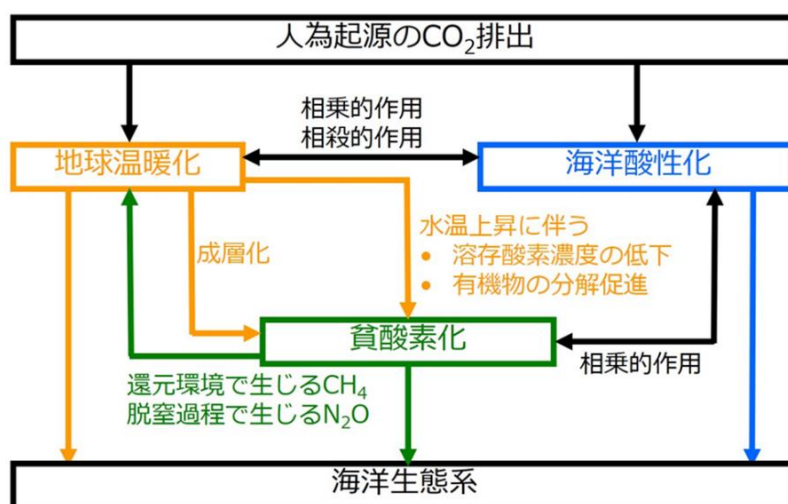 人為起源のCO₂排出
相乗的作用
相殺的作用
地球温暖化
海洋酸性化
成層化
水温上昇に伴う
• 溶存酸素濃度の低下
• 有機物の分解促進
貧酸素化
相乗的作用
還元環境で生じるCH₄
脱窒過程で生じるN₂O
海洋生態系